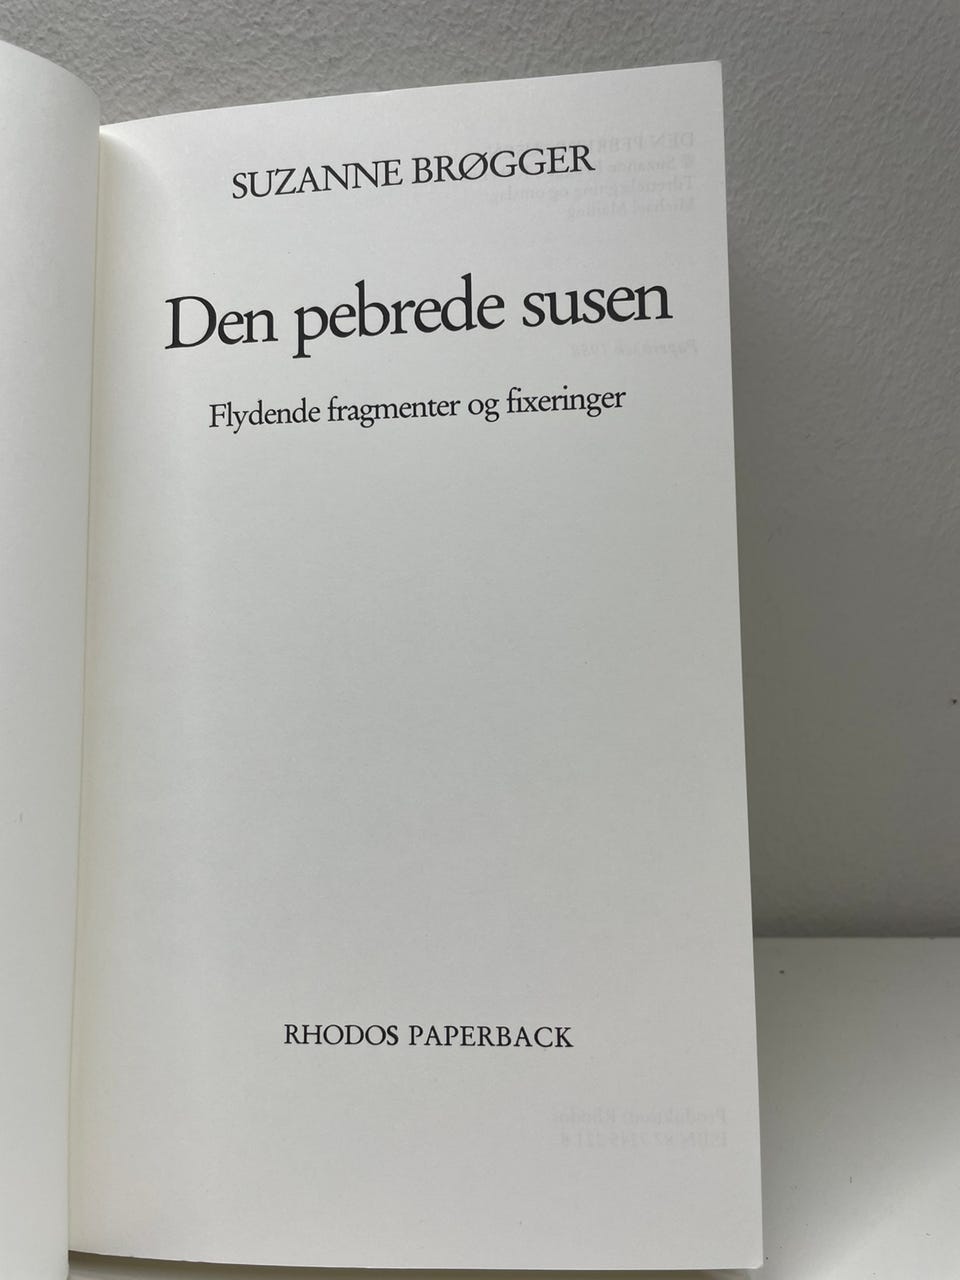 SUZANNE BRØGGER
Den pebrede susen
Flydende fragmenter og fixeringer
RHODOS PAPERBACK